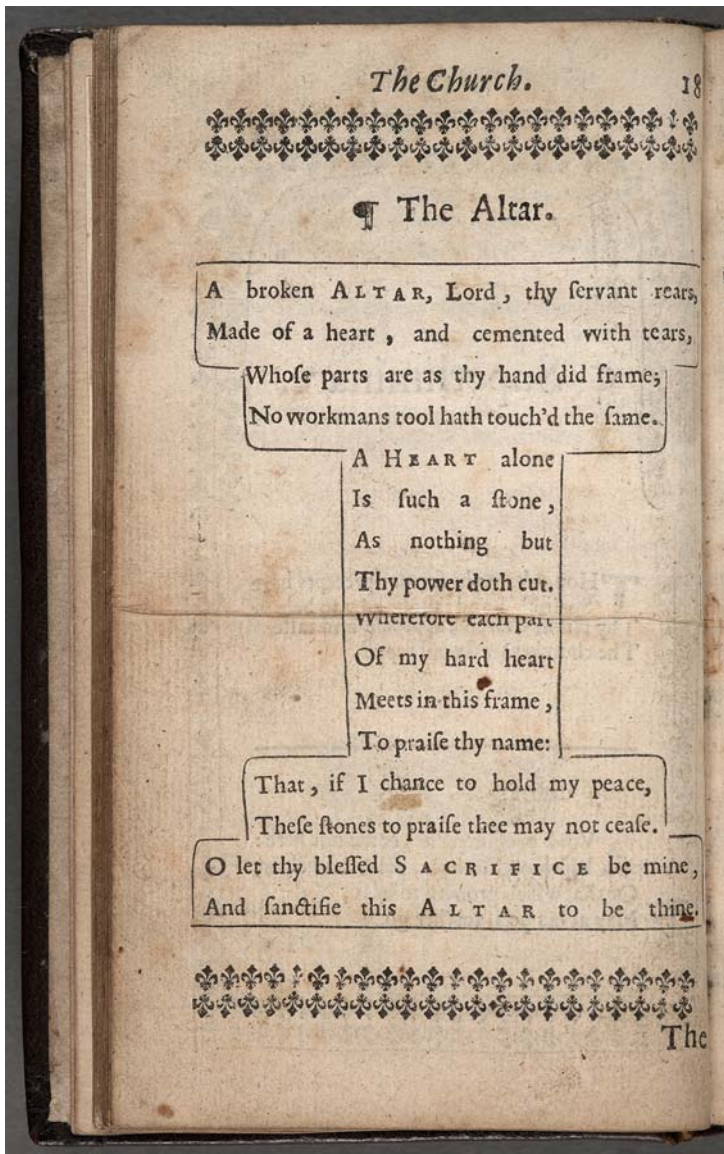 The Church.
18
¶ The Altar.
A broken ALTAR, Lord, thy ſervant rears,
Made of a heart, and cemented with tears,
Whoſe parts are as thy hand did frame;
No workmans tool hath touch'd the ſame.
A HEART alone
Is ſuch a ſtone,
As nothing but
Thy power doth cut.
Wherefore each part
Of my hard heart
Meets in this frame,
To praiſe thy name:
That, if I chance to hold my peace,
Theſe ſtones to praiſe thee may not ceaſe.
O let thy bleſſed SACRIFICE be mine,
And ſanctifie this ALTAR to be thine.
The